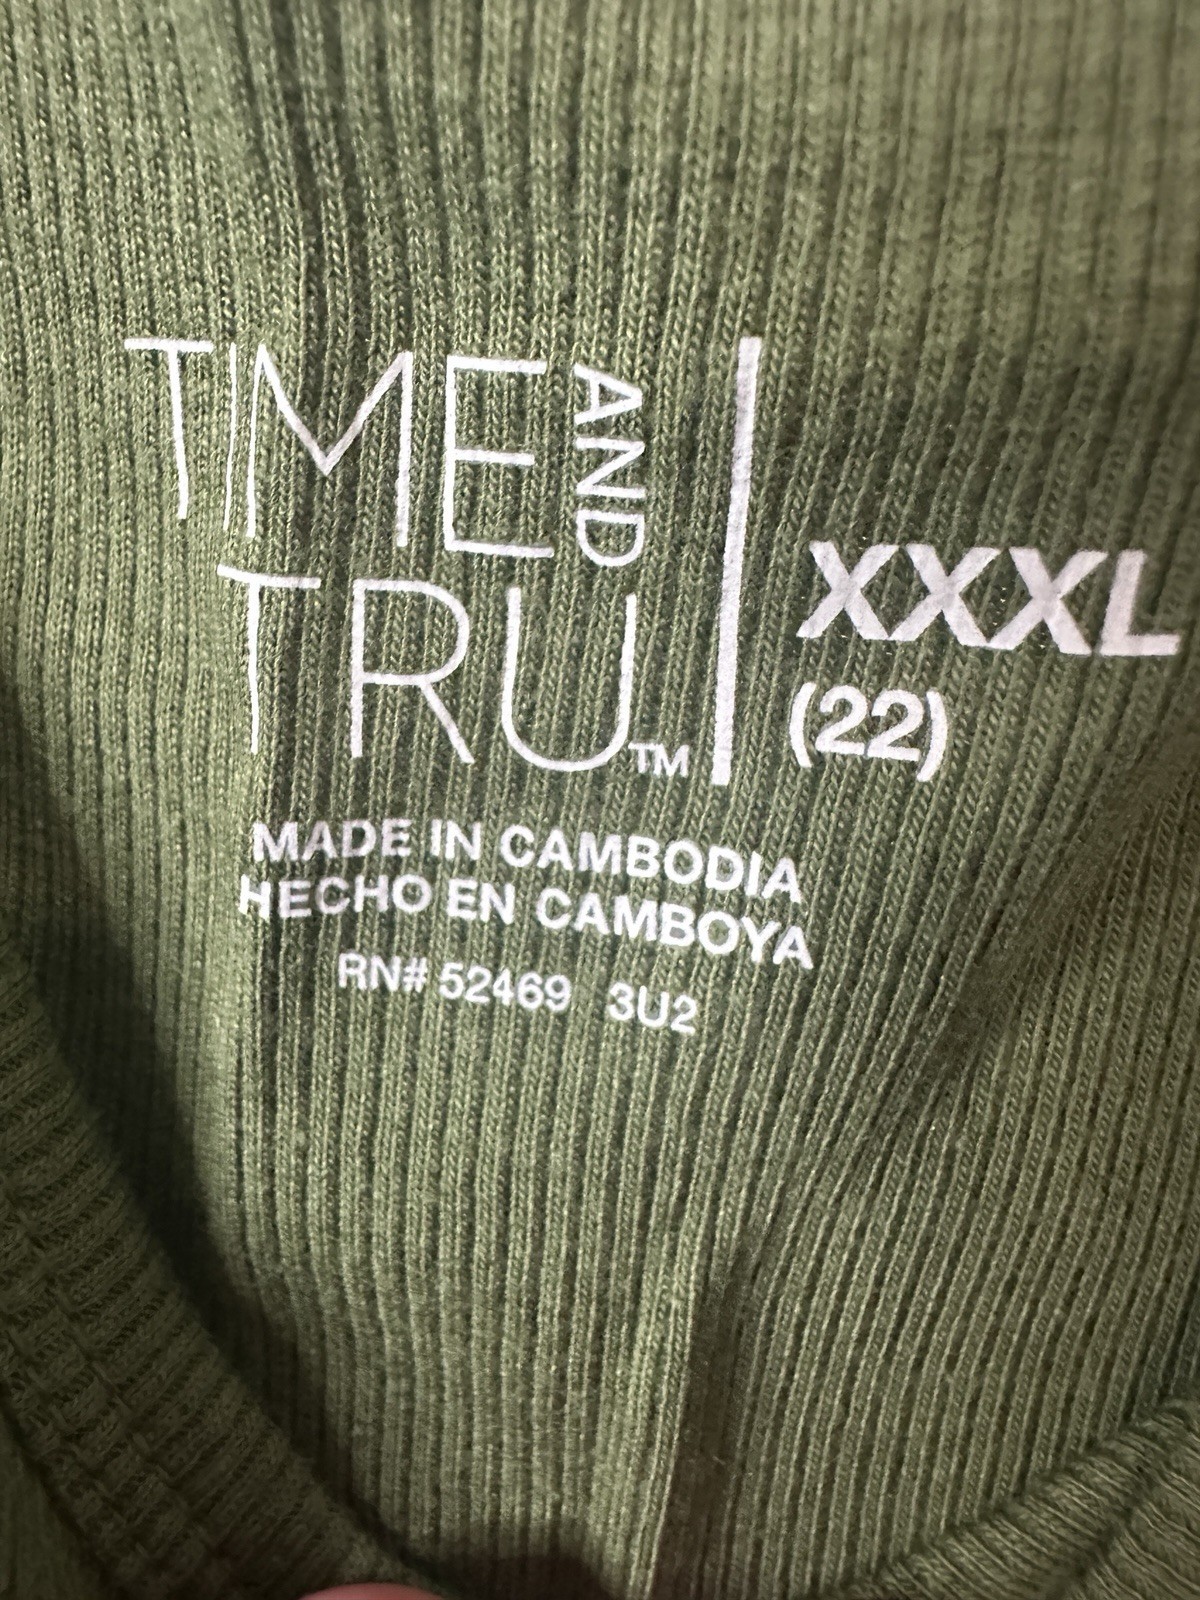 TIME AND
TRU™
XXXL
(22)
MADE IN CAMBODIA
HECHO EN CAMBOYA
RN# 52469 3U2